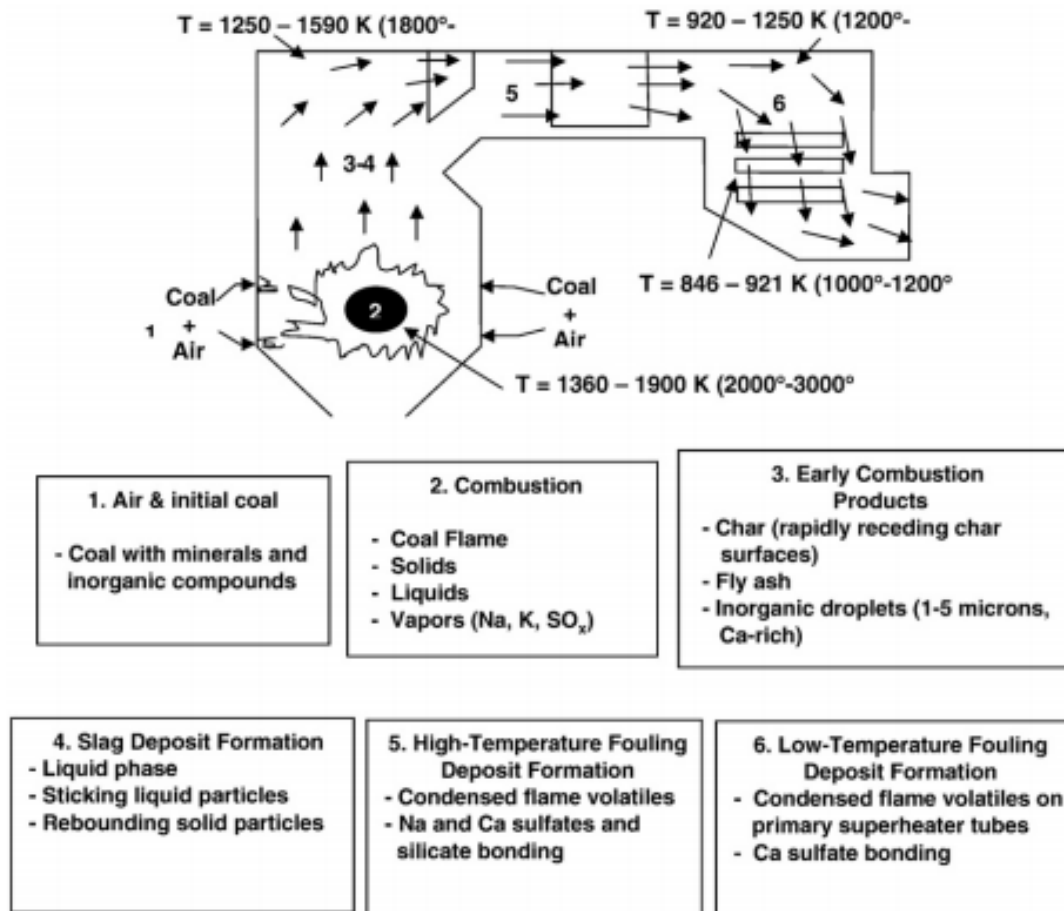 T = 1250 – 1590 K (1800°-
T = 920 – 1250 K (1200°-
5
6
3-4
T = 846 – 921 K (1000°-1200°
Coal
+
Air
1
2
Coal
+
Air
T = 1360 – 1900 K (2000°-3000°
1. Air & initial coal
- Coal with minerals and
inorganic compounds
2. Combustion
- Coal Flame
- Solids
- Liquids
- Vapors (Na, K, SOₓ)
3. Early Combustion
Products
- Char (rapidly receding char
surfaces)
- Fly ash
- Inorganic droplets (1-5 microns,
Ca-rich)
4. Slag Deposit Formation
- Liquid phase
- Sticking liquid particles
- Rebounding solid particles
5. High-Temperature Fouling
Deposit Formation
- Condensed flame volatiles
- Na and Ca sulfates and
silicate bonding
6. Low-Temperature Fouling
Deposit Formation
- Condensed flame volatiles on
primary superheater tubes
- Ca sulfate bonding